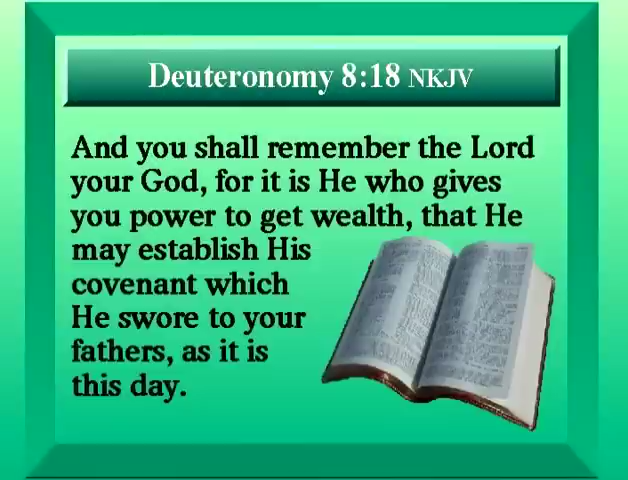 Deuteronomy 8:18 NKJV
And you shall remember the Lord
your God, for it is He who gives
you power to get wealth, that He
may establish His
covenant which
He swore to your
fathers, as it is
this day.